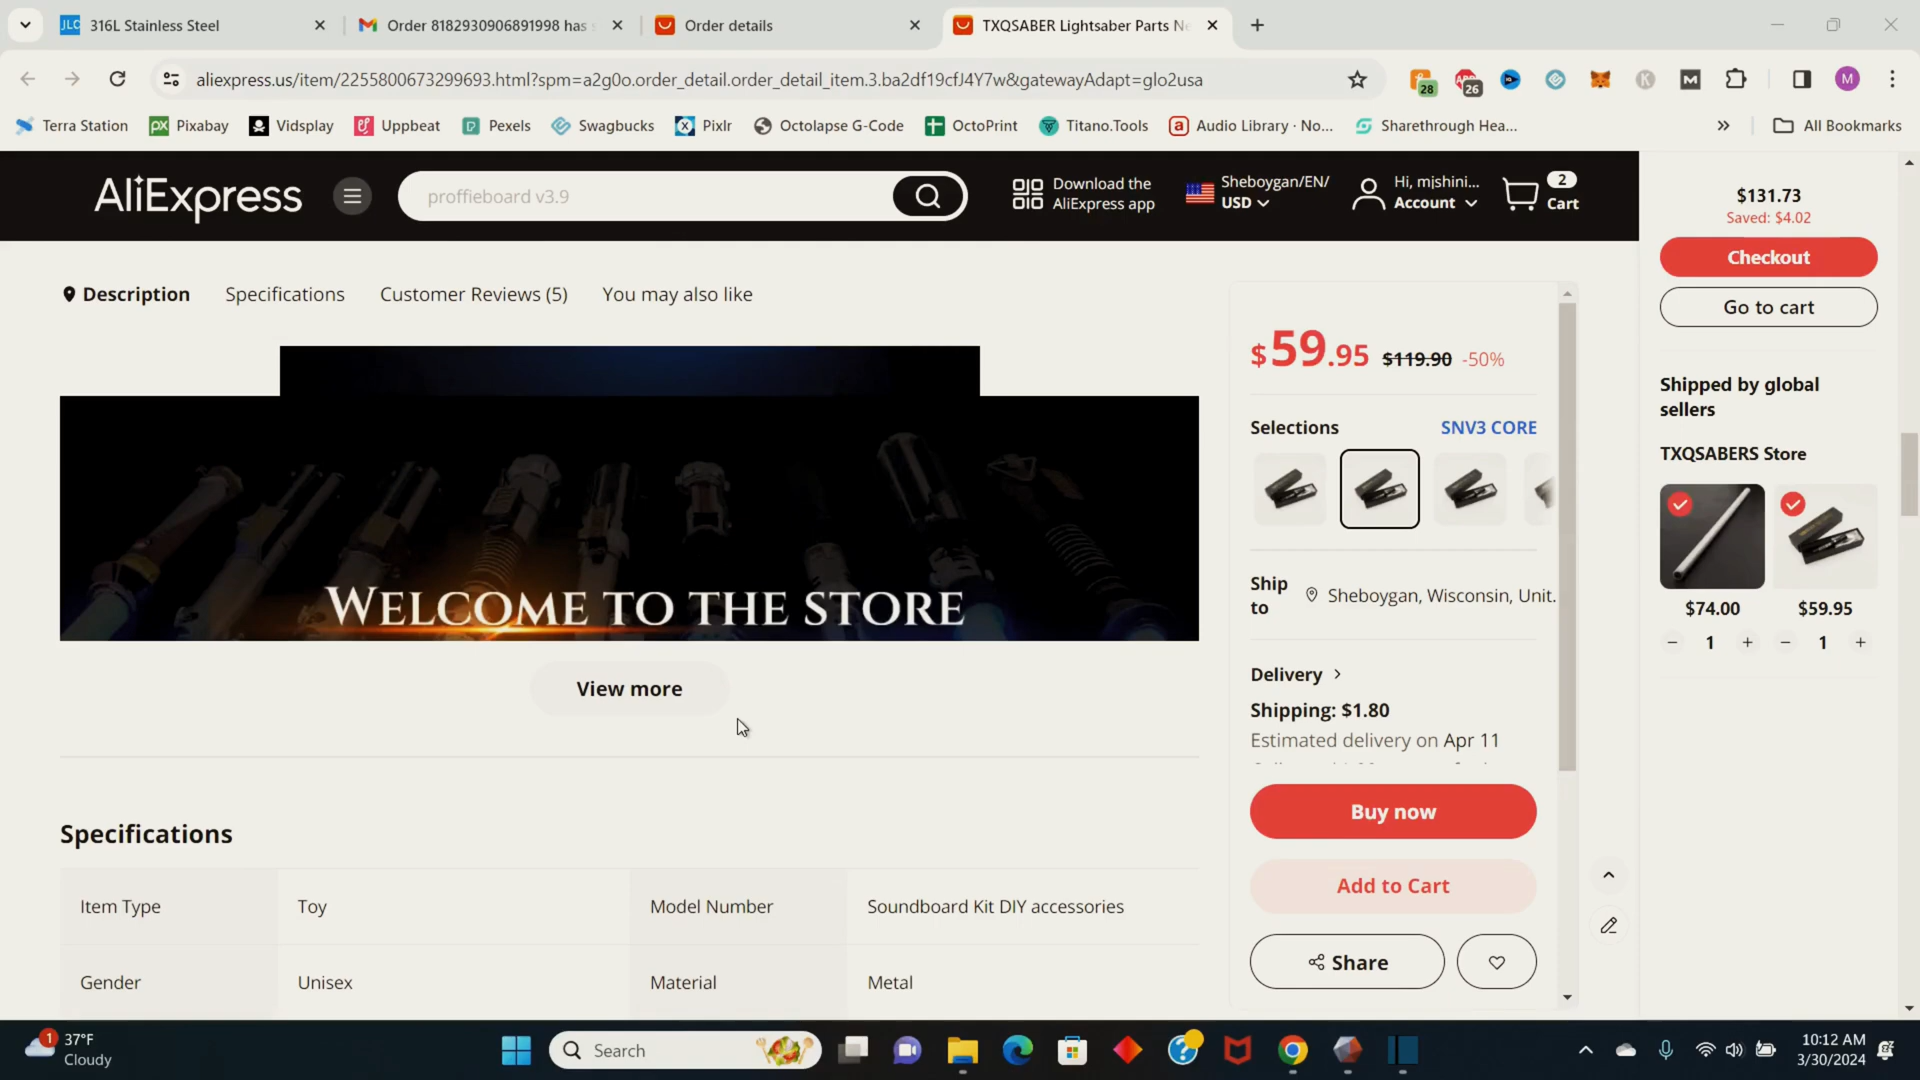 316L Stainless Steel
Order 8182930906891998 has
Order details
TXQSABER Lightsaber Parts Ne
aliexpress.us/item/2255800673299693.html?spm=a2g0o.order_detail.order_detail_item.3.ba2df19cfJ4Y7w&gatewayAdapt=glo2usa
28
26
M
Terra Station
Pixabay
Vidsplay
Uppbeat
Pexels
Swagbucks
Pixlr
Octolapse G-Code
OctoPrint
Titano.Tools
Audio Library · No...
Sharethrough Hea...
All Bookmarks
AliExpress
proffieboard v3.9
Download the
AliExpress app
Sheboygan/EN/
USD
Hi, mjshini...
Account
2
Cart
$131.73
Saved: $4.02
Checkout
Go to cart
Shipped by global
sellers
TXQSABERS Store
$74.00
$59.95
1
1
Description
Specifications
Customer Reviews (5)
You may also like
WELCOME TO THE STORE
View more
$59.95 $119.90 -50%
Selections
SNV3 CORE
Ship
to
Sheboygan, Wisconsin, Unit.
Delivery
Shipping: $1.80
Estimated delivery on Apr 11
Buy now
Add to Cart
Share
Specifications
Item Type
Toy
Model Number
Soundboard Kit DIY accessories
Gender
Unisex
Material
Metal
1
37°F
Cloudy
Search
10:12 AM
3/30/2024